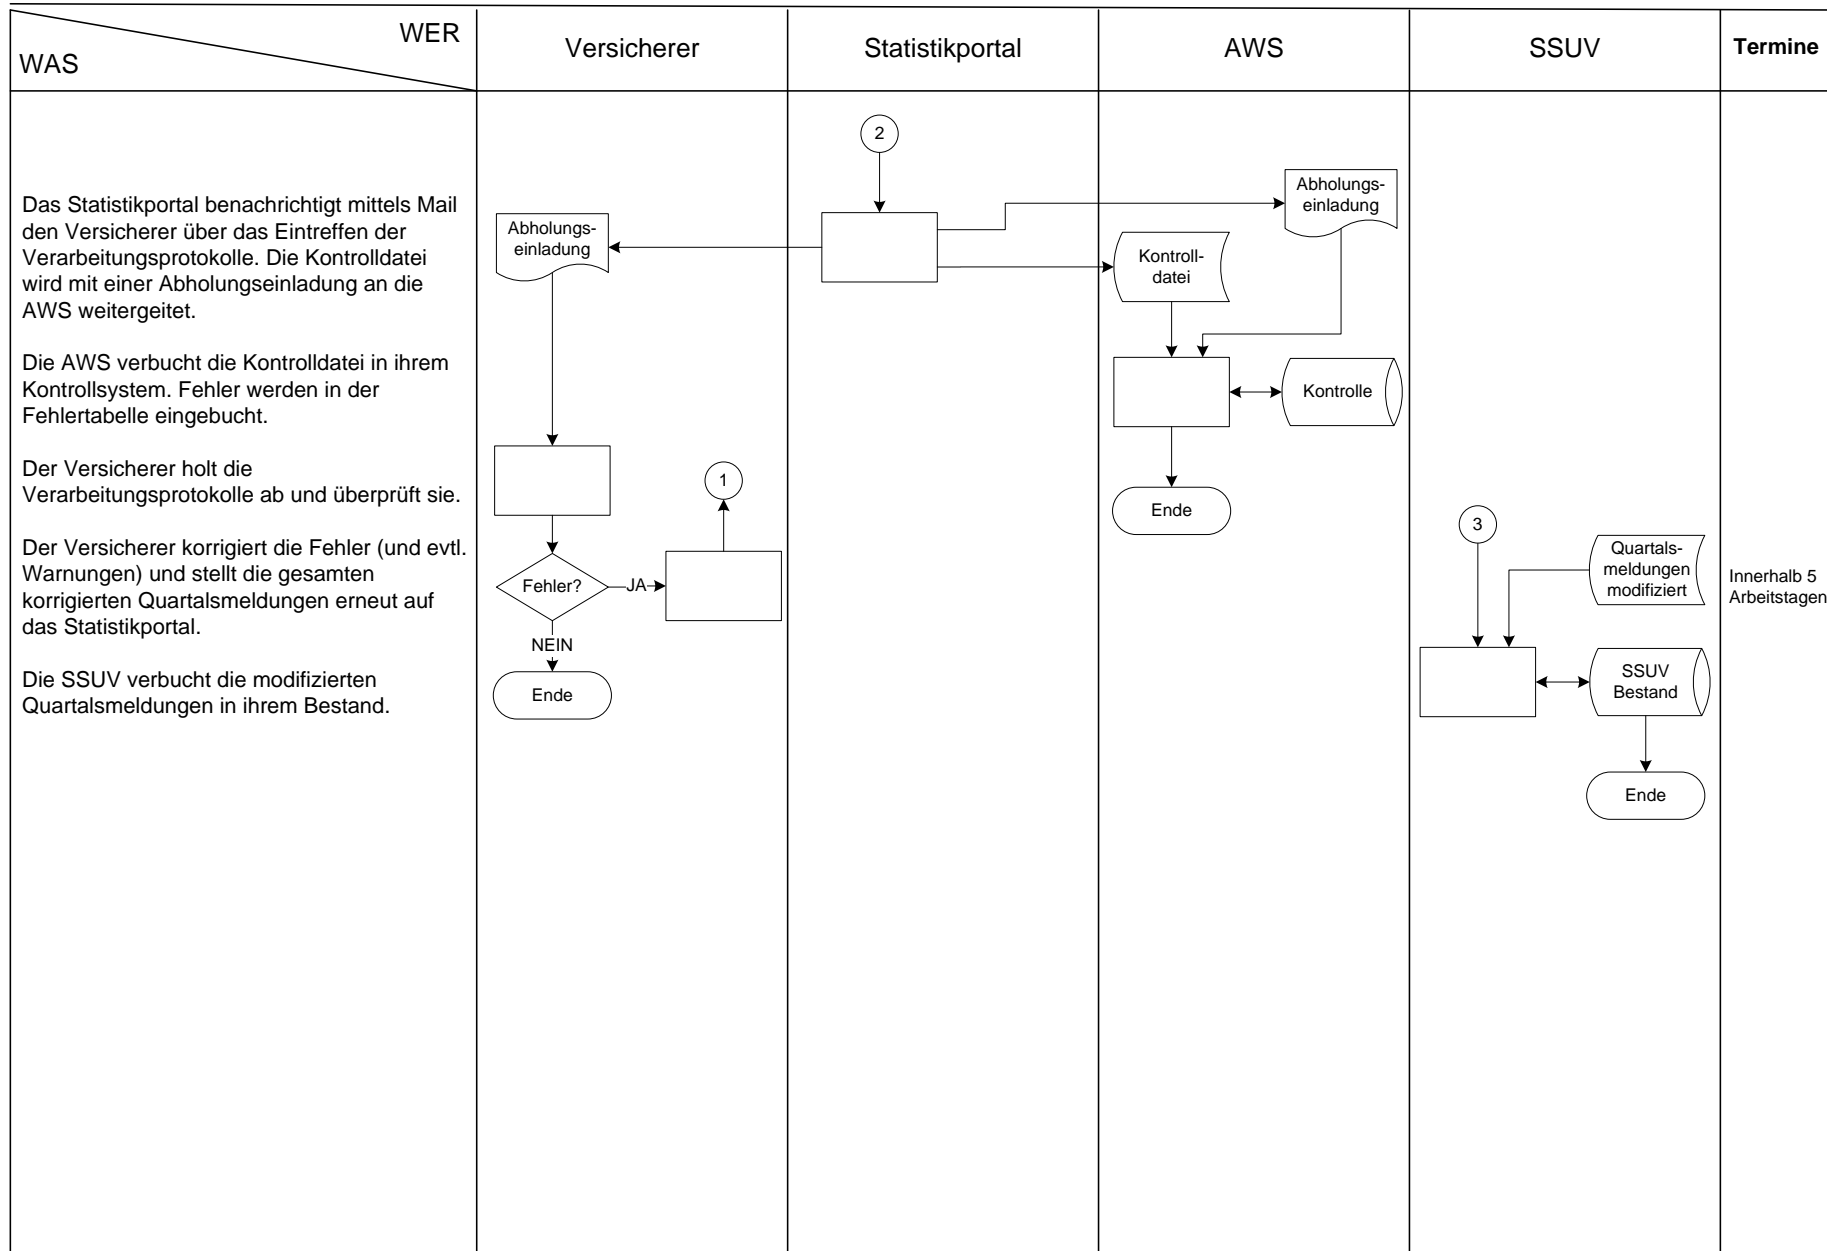 WER
WAS
Versicherer
Statistikportal
AWS
SSUV
Termine
Das Statistikportal benachrichtigt mittels Mail
den Versicherer über das Eintreffen der
Verarbeitungsprotokolle. Die Kontrolldatei
wird mit einer Abholungseinladung an die
AWS weitergeitet.
Die AWS verbucht die Kontrolldatei in ihrem
Kontrollsystem. Fehler werden in der
Fehlertabelle eingebucht.
Der Versicherer holt die
Verarbeitungsprotokolle ab und überprüft sie.
Der Versicherer korrigiert die Fehler (und evtl.
Warnungen) und stellt die gesamten
korrigierten Quartalsmeldungen erneut auf
das Statistikportal.
Die SSUV verbucht die modifizierten
Quartalsmeldungen in ihrem Bestand.
Abholungs-
einladung
1
Fehler?
JA
NEIN
Ende
2
Abholungs-
einladung
Kontroll-
datei
Kontrolle
Ende
3
Quartals-
meldungen
modifiziert
SSUV
Bestand
Ende
Innerhalb 5
Arbeitstagen